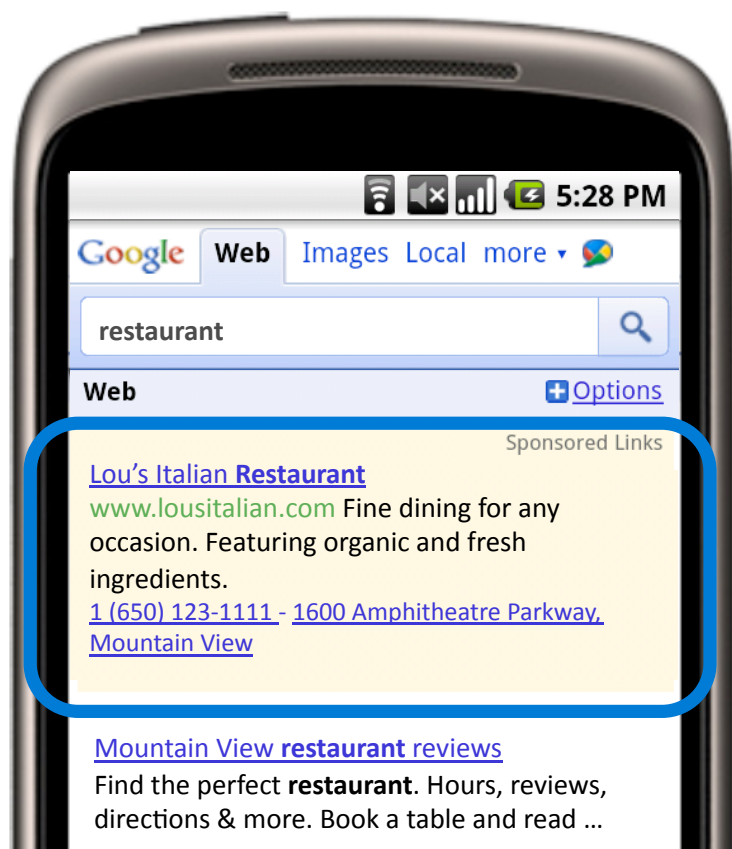 5:28 PM
Google Web Images Local more
restaurant
Web Options
Sponsored Links
Lou's Italian Restaurant
www.lousitalian.com Fine dining for any
occasion. Featuring organic and fresh
ingredients.
1 (650) 123-1111 - 1600 Amphitheatre Parkway,
Mountain View
Mountain View restaurant reviews
Find the perfect restaurant. Hours, reviews,
directions & more. Book a table and read ...